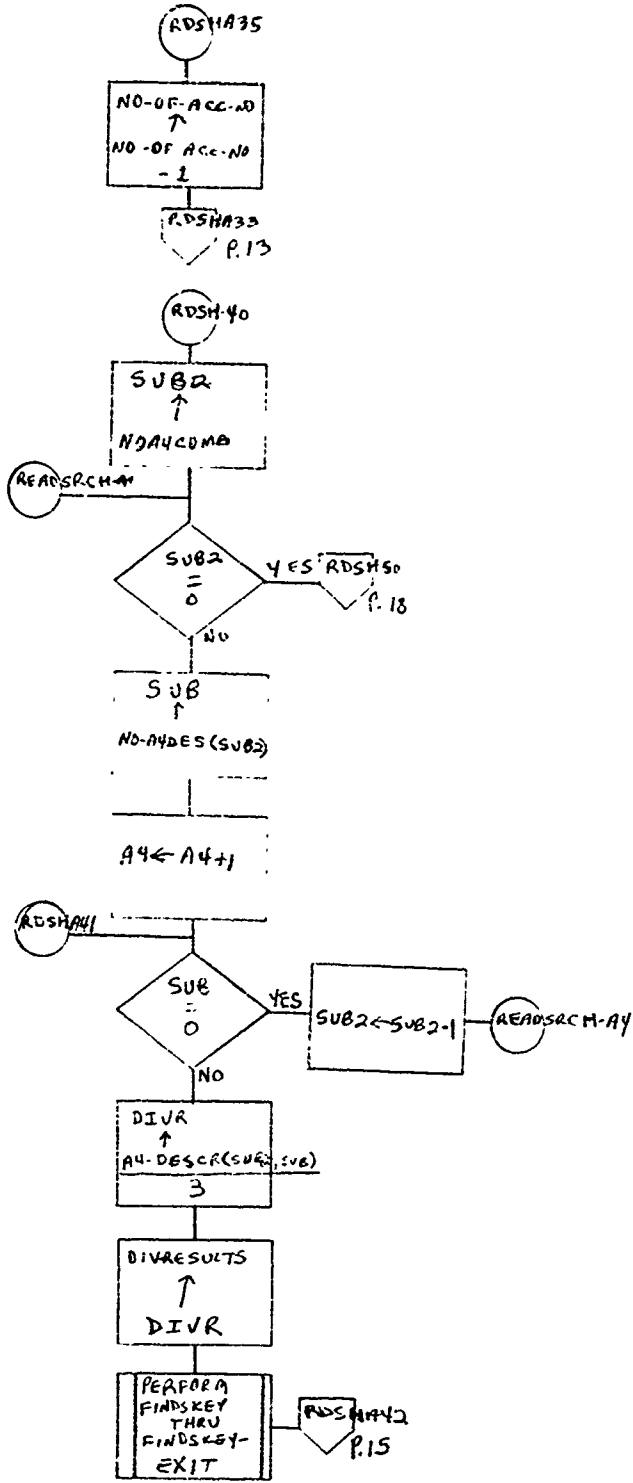 RDSHA35
NO-OF-ACC-NO
↑
NO-OF ACC-NO
- 1
RDSHA33
P.13
RDSH-40
SUB2
↑
NOA4COMB
READSRCH-A4
SUB2
=
0
YES
RDSH50
P.18
NO
SUB
↑
NO-A4DES(SUB2)
A4← A4+1
RDSHA41
SUB
=
0
YES
SUB2←SUB2-1
READSRCH-A4
NO
DIVR
↑
A4-DESCR(SUB2,SUB)
3
DIVRESULTS
↑
DIVR
PERFORM
FINDSKEY
THRU
FINDSKEY-
EXIT
RDSHA42
P.15